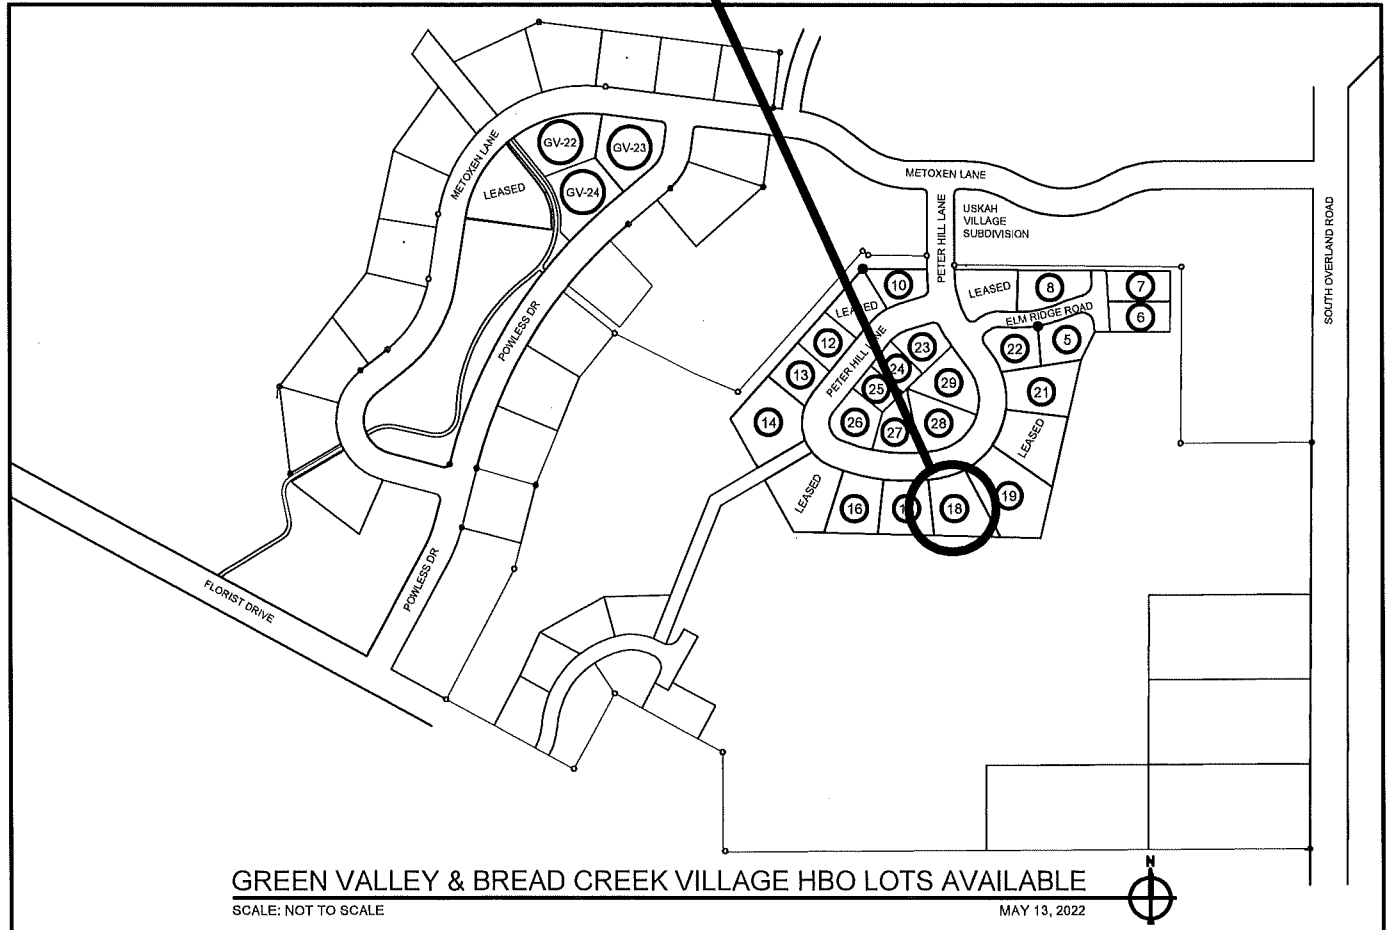 GV-22
GV-23
GV-24
METOXEN LANE
LEASED
METOXEN LANE
PETER HILL LANE
USKAH
VILLAGE
SUBDIVISION
SOUTH OVERLAND ROAD
10
LEASED
8
7
6
ELM RIDGE ROAD
LEASED
12
PETER HILL LANE
23
22
5
13
24
25
29
21
14
26
27
28
LEASED
LEASED
16
18
19
POWLESS DR
POWLESS DR
FLORIST DRIVE
GREEN VALLEY & BREAD CREEK VILLAGE HBO LOTS AVAILABLE
SCALE: NOT TO SCALE
MAY 13, 2022
N